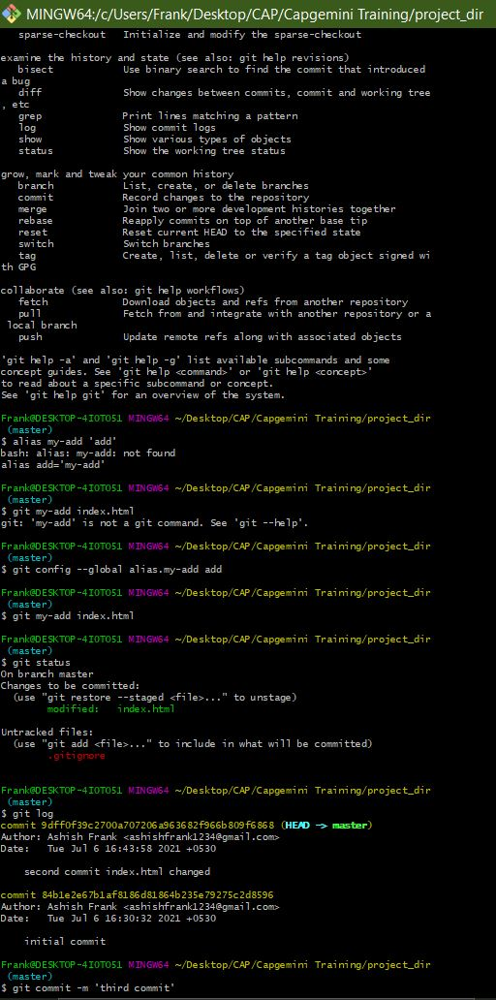 MINGW64:/c/Users/Frank/Desktop/CAP/Capgemini Training/project_dir
sparse-checkout   Initialize and modify the sparse-checkout
examine the history and state (see also: git help revisions)
bisect            Use binary search to find the commit that introduced
a bug
diff              Show changes between commits, commit and working tree
, etc
grep              Print lines matching a pattern
log               Show commit logs
show              Show various types of objects
status            Show the working tree status
grow, mark and tweak your common history
branch            List, create, or delete branches
commit            Record changes to the repository
merge             Join two or more development histories together
rebase            Reapply commits on top of another base tip
reset             Reset current HEAD to the specified state
switch            Switch branches
tag               Create, list, delete or verify a tag object signed wi
th GPG
collaborate (see also: git help workflows)
fetch             Download objects and refs from another repository
pull              Fetch from and integrate with another repository or a
local branch
push              Update remote refs along with associated objects
'git help -a' and 'git help -g' list available subcommands and some
concept guides. See 'git help <command>' or 'git help <concept>'
to read about a specific subcommand or concept.
See 'git help git' for an overview of the system.
Frank@DESKTOP-4IOTO51 MINGW64 ~/Desktop/CAP/Capgemini Training/project_dir
(master)
$ alias my-add 'add'
bash: alias: my-add: not found
alias add='my-add'
Frank@DESKTOP-4IOTO51 MINGW64 ~/Desktop/CAP/Capgemini Training/project_dir
(master)
$ git my-add index.html
git: 'my-add' is not a git command. See 'git --help'.
Frank@DESKTOP-4IOTO51 MINGW64 ~/Desktop/CAP/Capgemini Training/project_dir
(master)
$ git config --global alias.my-add add
Frank@DESKTOP-4IOTO51 MINGW64 ~/Desktop/CAP/Capgemini Training/project_dir
(master)
$ git my-add index.html
Frank@DESKTOP-4IOTO51 MINGW64 ~/Desktop/CAP/Capgemini Training/project_dir
(master)
$ git status
On branch master
Changes to be committed:
(use "git restore --staged <file>..." to unstage)
modified:   index.html
Untracked files:
(use "git add <file>..." to include in what will be committed)
.gitignore
Frank@DESKTOP-4IOTO51 MINGW64 ~/Desktop/CAP/Capgemini Training/project_dir
(master)
$ git log
commit 9dff0f39c2700a707206a963682f966b809f6868 (HEAD -> master)
Author: Ashish Frank <ashishfrank1234@gmail.com>
Date:   Tue Jul 6 16:43:58 2021 +0530
second commit index.html changed
commit 84b1e2e67b1af8186d81864b235e79275c2d8596
Author: Ashish Frank <ashishfrank1234@gmail.com>
Date:   Tue Jul 6 16:30:32 2021 +0530
initial commit
Frank@DESKTOP-4IOTO51 MINGW64 ~/Desktop/CAP/Capgemini Training/project_dir
(master)
$ git commit -m 'third commit'